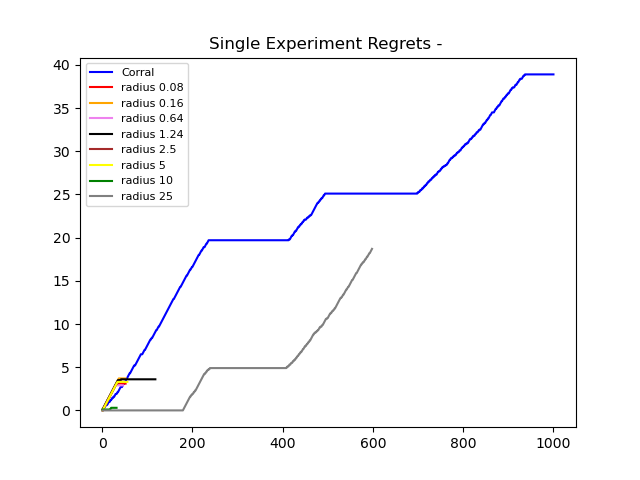 Single Experiment Regrets -
40
35
30
25
20
15
10
5
0
Corral
radius 0.08
radius 0.16
radius 0.64
radius 1.24
radius 2.5
radius 5
radius 10
radius 25
0 200 400 600 800 1000